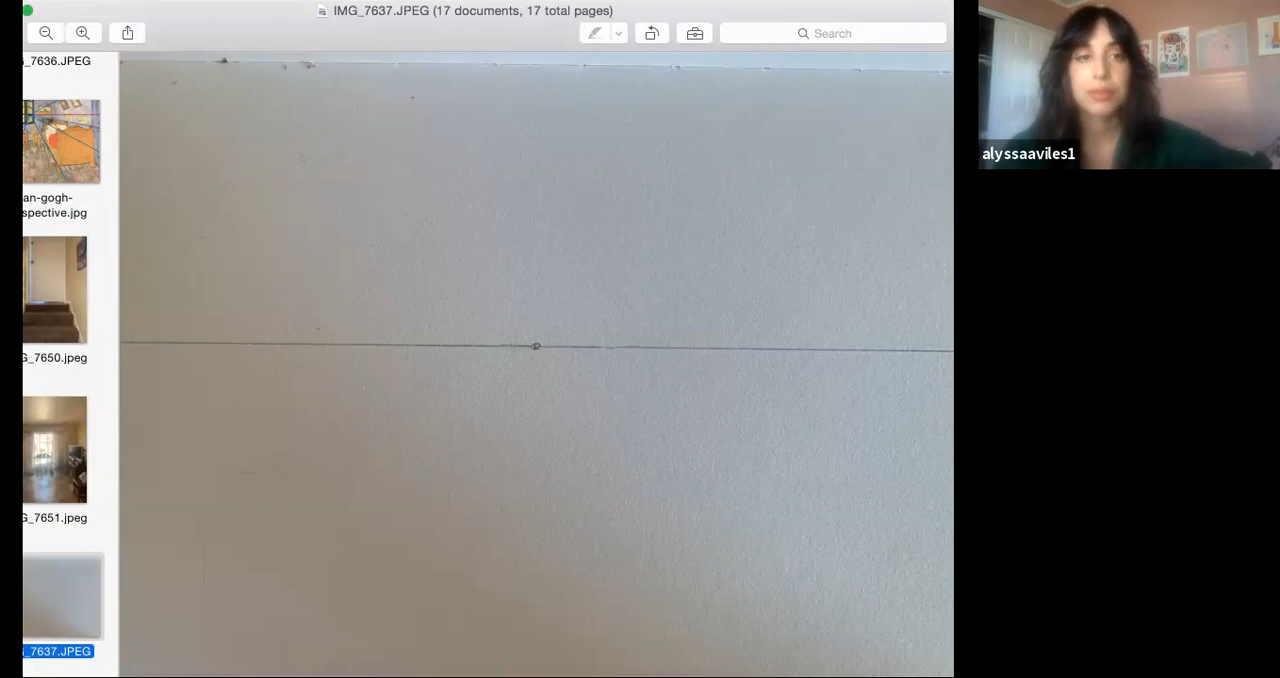 IMG_7637.JPEG (17 documents, 17 total pages)
Search
_7636.JPEG
an-gogh-
spective.jpg
G_7650.jpeg
G_7651.jpeg
_7637.JPEG
alyssaaviles1